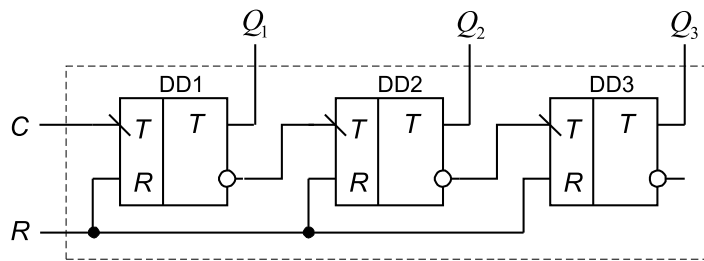 Q1 Q2 Q3
DD1 DD2 DD3
C T T T T T T
R R R
R